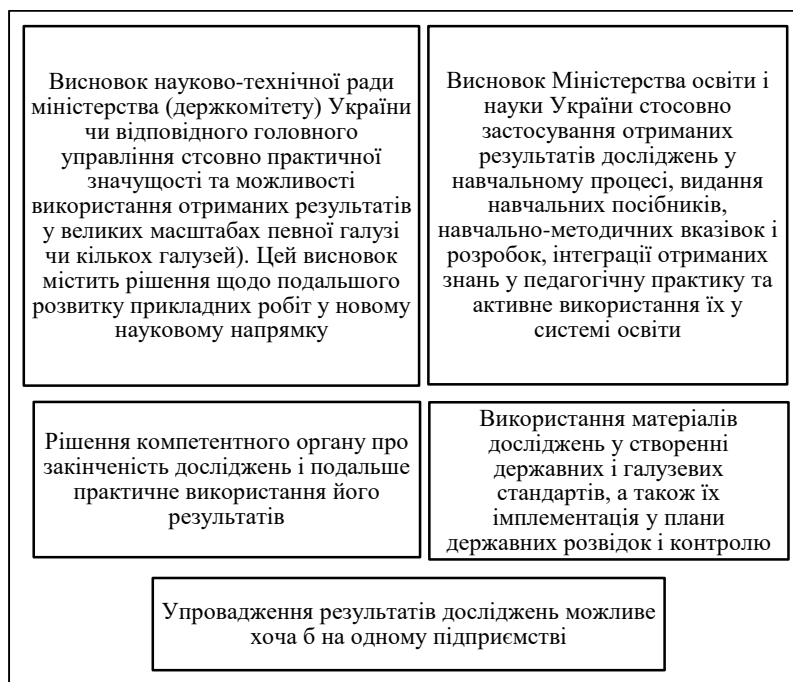 Висновок науково-технічної ради
міністерства (держкомітету) України
чи відповідного головного
управління стсовно практичної
значущості та можливості
використання отриманих результатів
у великих масштабах певної галузі
чи кількох галузей). Цей висновок
містить рішення щодо подальшого
розвитку прикладних робіт у новому
науковому напрямку
Висновок Міністерства освіти і
науки України стосовно
застосування отриманих
результатів досліджень у
навчальному процесі, видання
навчальних посібників,
навчально-методичних вказівок і
розробок, інтеграції отриманих
знань у педагогічну практику та
активне використання їх у
системі освіти
Рішення компетентного органу про
закінченість досліджень і подальше
практичне використання його
результатів
Використання матеріалів
досліджень у створенні
державних і галузевих
стандартів, а також їх
імплементація у плани
державних розвідок і контролю
Упровадження результатів досліджень можливе
хоча б на одному підприємстві